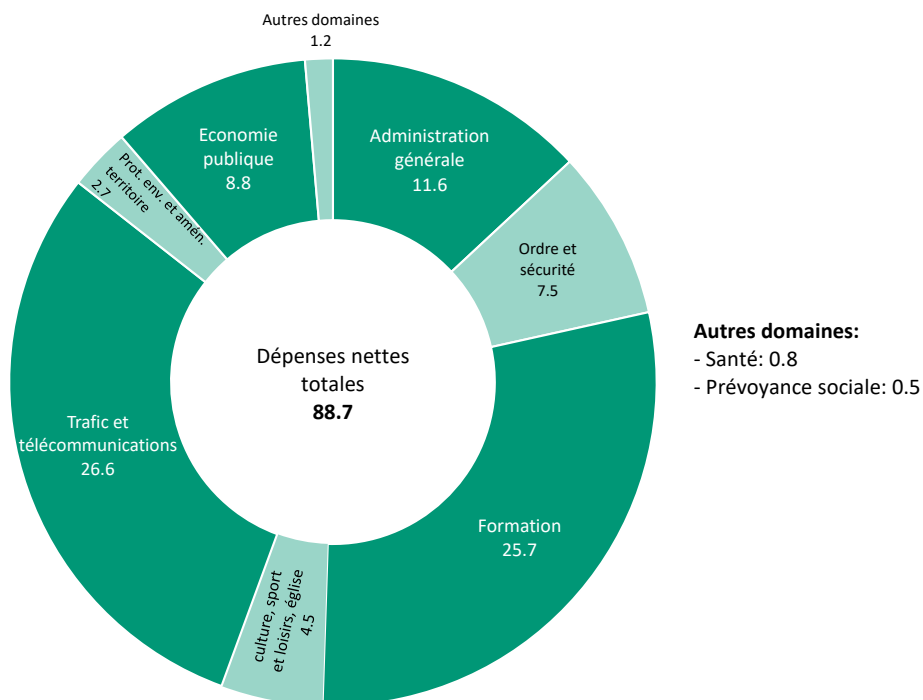 Autres domaines
1.2
Administration
générale
11.6
Ordre et
sécurité
7.5
Formation
25.7
culture, sport
et loisirs, église
4.5
Trafic et
télécommunications
26.6
Prot. env. et amén.
territoire
2.7
Economie
publique
8.8
Dépenses nettes
totales
88.7
Autres domaines:
- Santé: 0.8
- Prévoyance sociale: 0.5